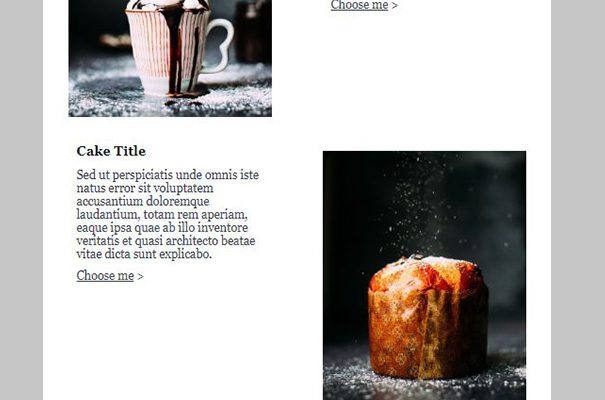 Choose me >
Cake Title
Sed ut perspiciatis unde omnis iste
natus error sit voluptatem
accusantium doloremque
laudantium, totam rem aperiam,
eaque ipsa quae ab illo inventore
veritatis et quasi architecto beatae
vitae dicta sunt explicabo.
Choose me >